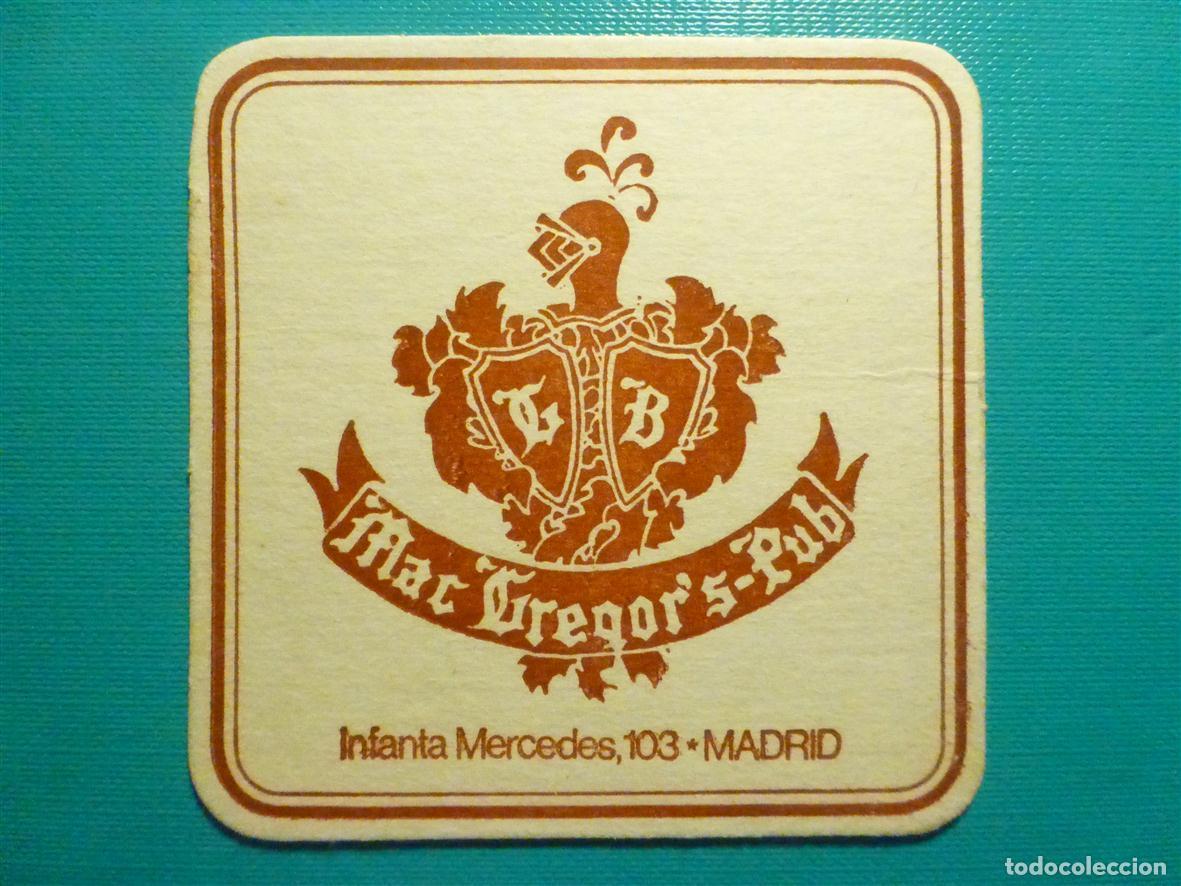 G B
Mac Gregor's-Pub
Infanta Mercedes, 103 * MADRID
todocoleccion